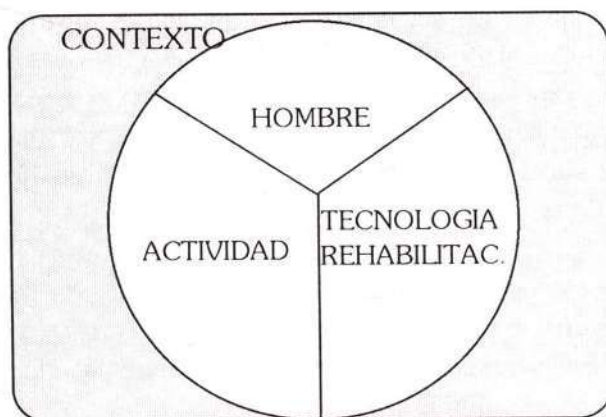 CONTEXTO
HOMBRE
ACTIVIDAD
TECNOLOGIA
REHABILITAC.